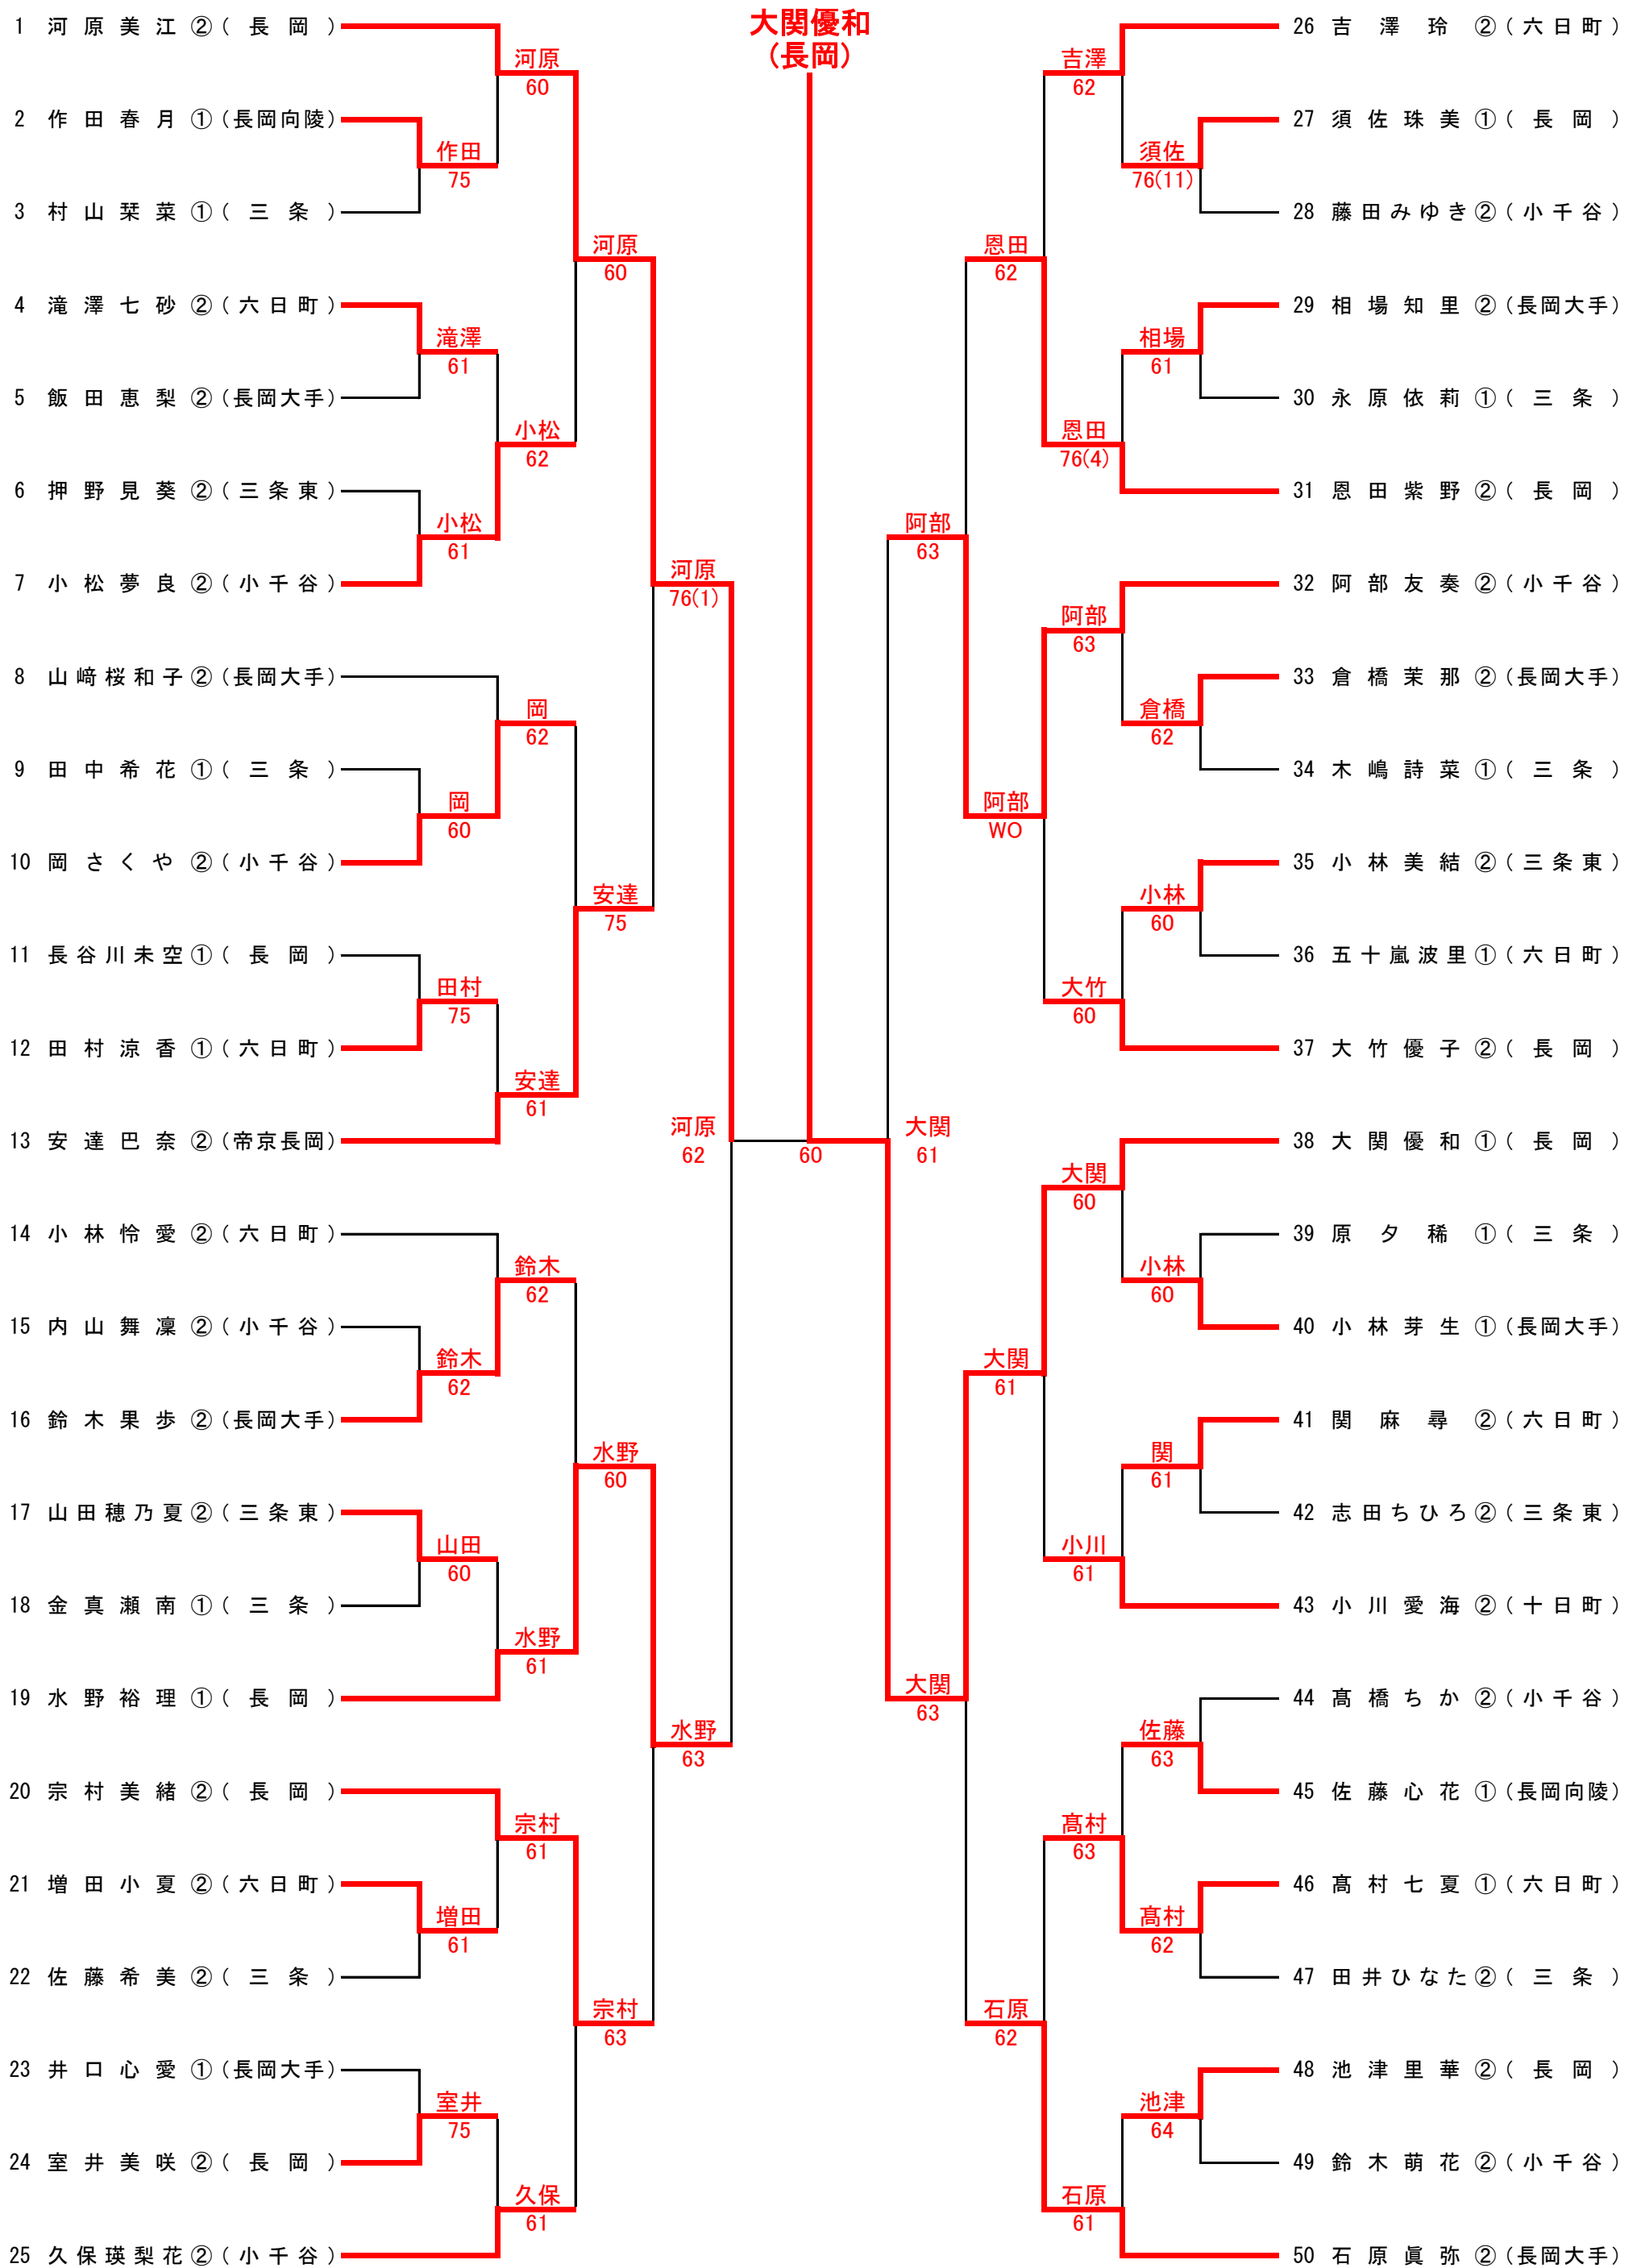 大関優和
(長岡)
1 河原美江 ② (長岡)
2 作田春月 ① (長岡向陵)
3 村山栞菜 ① (三条)
4 滝澤七砂 ② (六日町)
5 飯田恵梨 ② (長岡大手)
6 押野見葵 ② (三条東)
7 小松夢良 ② (小千谷)
8 山﨑桜和子 ② (長岡大手)
9 田中希花 ① (三条)
10 岡さくや ② (小千谷)
11 長谷川未空 ① (長岡)
12 田村涼香 ① (六日町)
13 安達巴奈 ② (帝京長岡)
14 小林怜愛 ② (六日町)
15 内山舞凜 ② (小千谷)
16 鈴木果歩 ② (長岡大手)
17 山田穂乃夏 ② (三条東)
18 金真瀬南 ① (三条)
19 水野裕理 ① (長岡)
20 宗村美緒 ② (長岡)
21 増田小夏 ② (六日町)
22 佐藤希美 ② (三条)
23 井口心愛 ① (長岡大手)
24 室井美咲 ② (長岡)
25 久保瑛梨花 ② (小千谷)
作田
75
滝澤
61
小松
61
岡
60
田村
75
鈴木
62
山田
60
増田
61
室井
75
河原
60
小松
62
岡
62
安達
61
鈴木
62
水野
61
宗村
61
久保
61
河原
60
安達
75
水野
60
宗村
63
河原
76(1)
水野
63
河原
62
60
大関
61
阿部
63
大関
63
恩田
62
阿部
WO
大関
61
石原
62
吉澤
62
恩田
76(4)
阿部
63
大竹
60
大関
60
小川
61
髙村
63
石原
61
須佐
76(11)
相場
61
倉橋
62
小林
60
小林
60
関
61
佐藤
63
髙村
62
池津
64
26 吉澤玲 ② (六日町)
27 須佐珠美 ① (長岡)
28 藤田みゆき ② (小千谷)
29 相場知里 ② (長岡大手)
30 永原依莉 ① (三条)
31 恩田紫野 ② (長岡)
32 阿部友奏 ② (小千谷)
33 倉橋茉那 ② (長岡大手)
34 木嶋詩菜 ① (三条)
35 小林美結 ② (三条東)
36 五十嵐波里 ① (六日町)
37 大竹優子 ② (長岡)
38 大関優和 ① (長岡)
39 原夕稀 ① (三条)
40 小林芽生 ① (長岡大手)
41 関麻尋 ② (六日町)
42 志田ちひろ ② (三条東)
43 小川愛海 ② (十日町)
44 髙橋ちか ② (小千谷)
45 佐藤心花 ① (長岡向陵)
46 髙村七夏 ① (六日町)
47 田井ひなた ② (三条)
48 池津里華 ② (長岡)
49 鈴木萌花 ② (小千谷)
50 石原眞弥 ② (長岡大手)